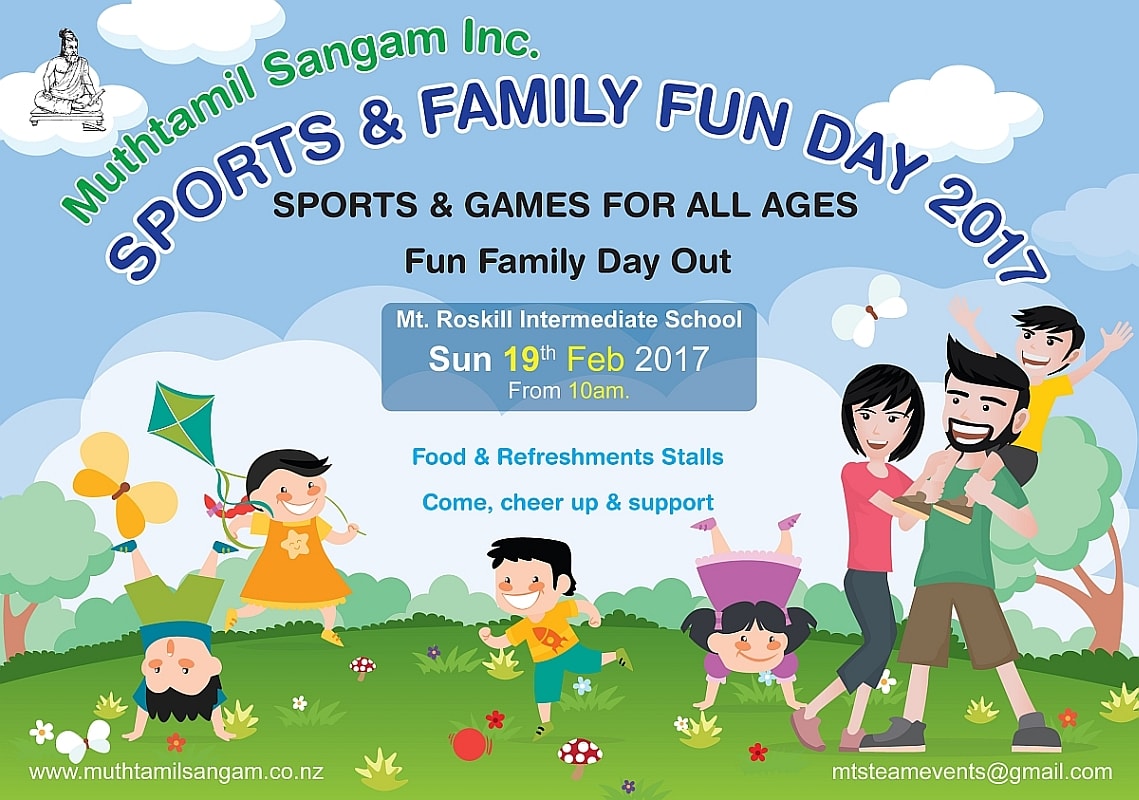 Muthtamil Sangam Inc.
SPORTS & FAMILY FUN DAY 2017
SPORTS & GAMES FOR ALL AGES
Fun Family Day Out
Mt. Roskill Intermediate School
Sun 19th Feb 2017
From 10am.
Food & Refreshments Stalls
Come, cheer up & support
www.muthtamilsangam.co.nz
mtsteamevents@gmail.com